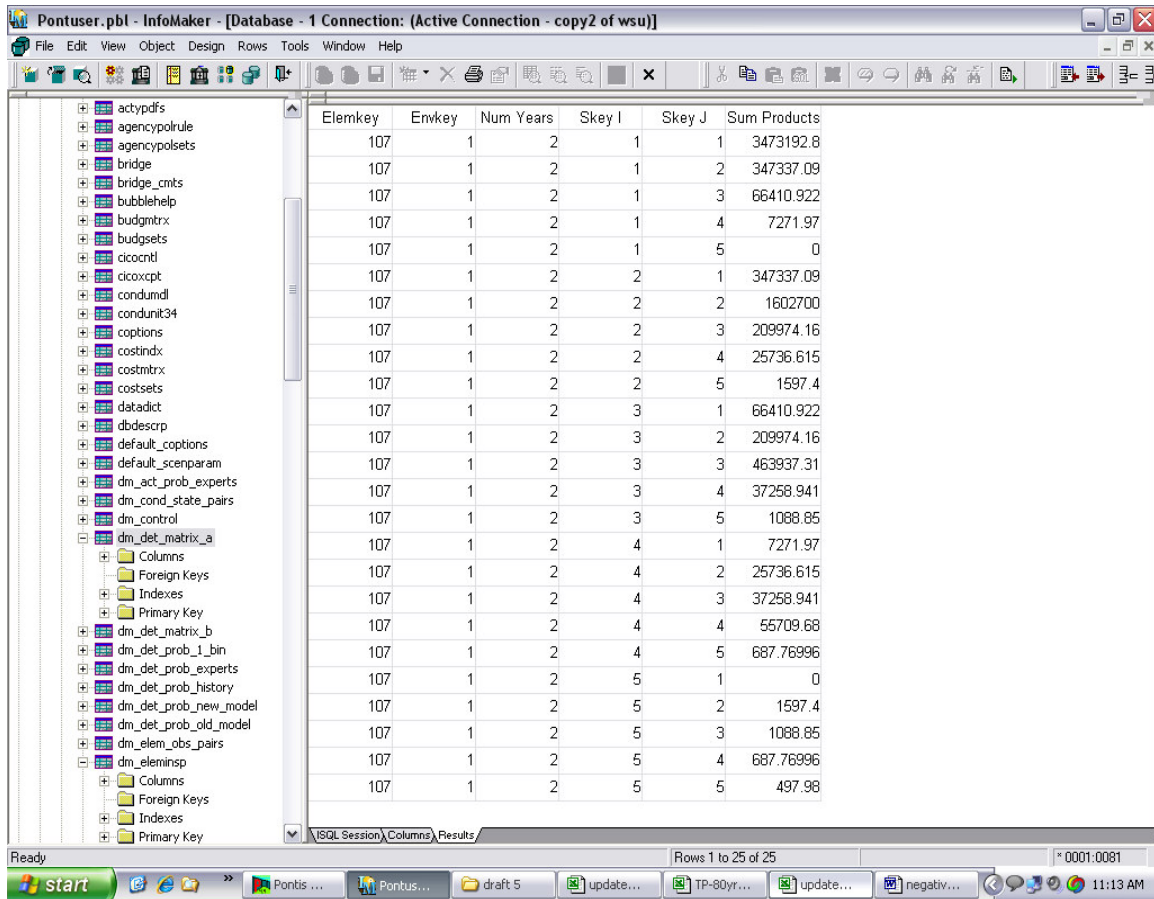 Pontuser.pbl - InfoMaker - [Database - 1 Connection: (Active Connection - copy2 of wsu)]
File Edit View Object Design Rows Tools Window Help
actypdfs
agencypolrule
agencypolsets
bridge
bridge_cmts
bubblehelp
budgmtrx
budgsets
cicocntl
cicoxcpt
condumdl
condunit34
coptions
costindx
costmtrx
costsets
datadict
dbdescrp
default_coptions
default_scenparam
dm_act_prob_experts
dm_cond_state_pairs
dm_control
dm_det_matrix_a
Columns
Foreign Keys
Indexes
Primary Key
dm_det_matrix_b
dm_det_prob_1_bin
dm_det_prob_experts
dm_det_prob_history
dm_det_prob_new_model
dm_det_prob_old_model
dm_elem_obs_pairs
dm_eleminsp
Columns
Foreign Keys
Indexes
Primary Key
Elemkey Envkey Num Years Skey I Skey J Sum Products
107 1 2 1 1 3473192.8
107 1 2 1 2 347337.09
107 1 2 1 3 66410.922
107 1 2 1 4 7271.97
107 1 2 1 5 0
107 1 2 2 1 347337.09
107 1 2 2 2 1602700
107 1 2 2 3 209974.16
107 1 2 2 4 25736.615
107 1 2 2 5 1597.4
107 1 2 3 1 66410.922
107 1 2 3 2 209974.16
107 1 2 3 3 463937.31
107 1 2 3 4 37258.941
107 1 2 3 5 1088.85
107 1 2 4 1 7271.97
107 1 2 4 2 25736.615
107 1 2 4 3 37258.941
107 1 2 4 4 55709.68
107 1 2 4 5 687.76996
107 1 2 5 1 0
107 1 2 5 2 1597.4
107 1 2 5 3 1088.85
107 1 2 5 4 687.76996
107 1 2 5 5 497.98
ISQL Session Columns Results
Ready Rows 1 to 25 of 25 * 0001:0081
start » Pontis ... Pontus... draft 5 update... TP-80yr... update... negativ... 11:13 AM